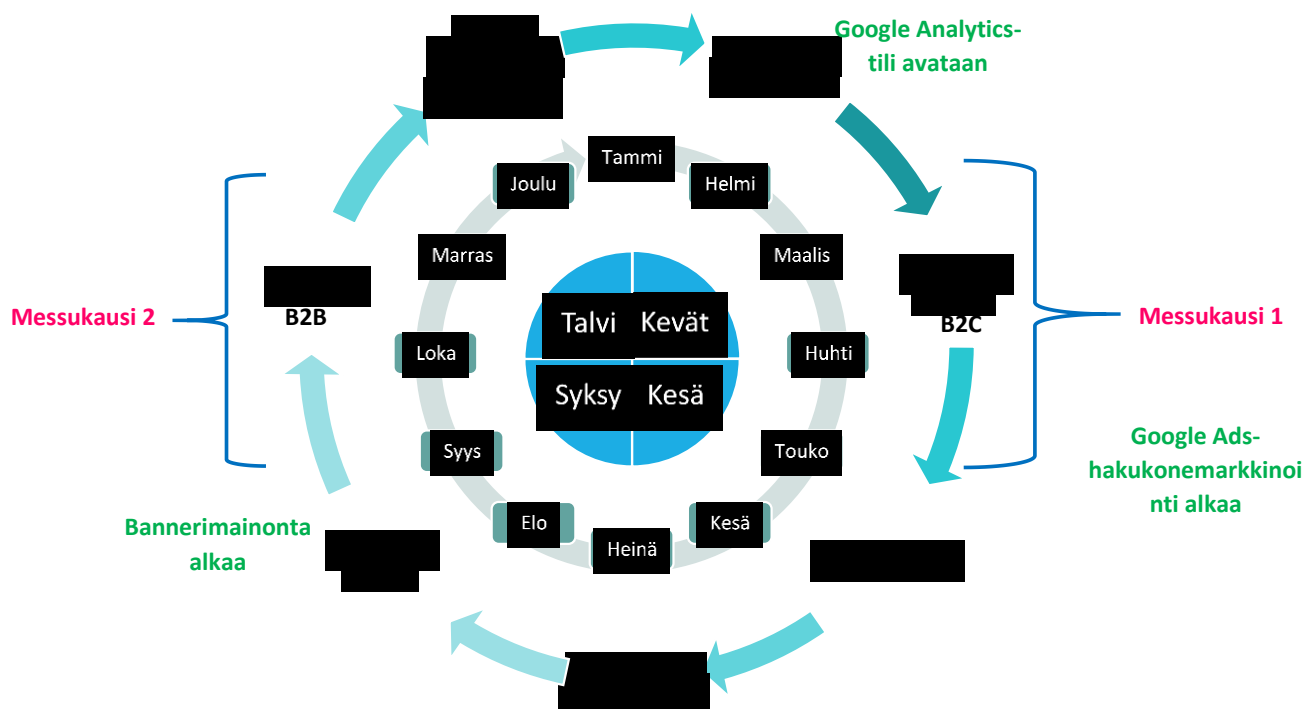 Google Analytics-
tili avataan
Tammi
Joulu
Helmi
Marras
Maalis
B2B
B2C
Messukausi 2
Messukausi 1
Talvi
Kevät
Loka
Huhti
Syksy
Kesä
Syys
Touko
Google Ads-
hakukonemarkkinoi
nti alkaa
Bannerimainonta
alkaa
Elo
Kesä
Heinä